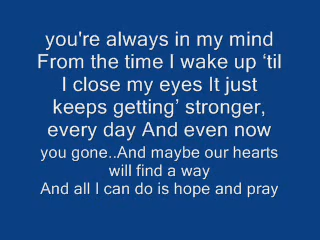 you're always in my mind
From the time I wake up ‘til
I close my eyes It just
keeps getting’ stronger,
every day And even now
you gone..And maybe our hearts
will find a way
And all I can do is hope and pray